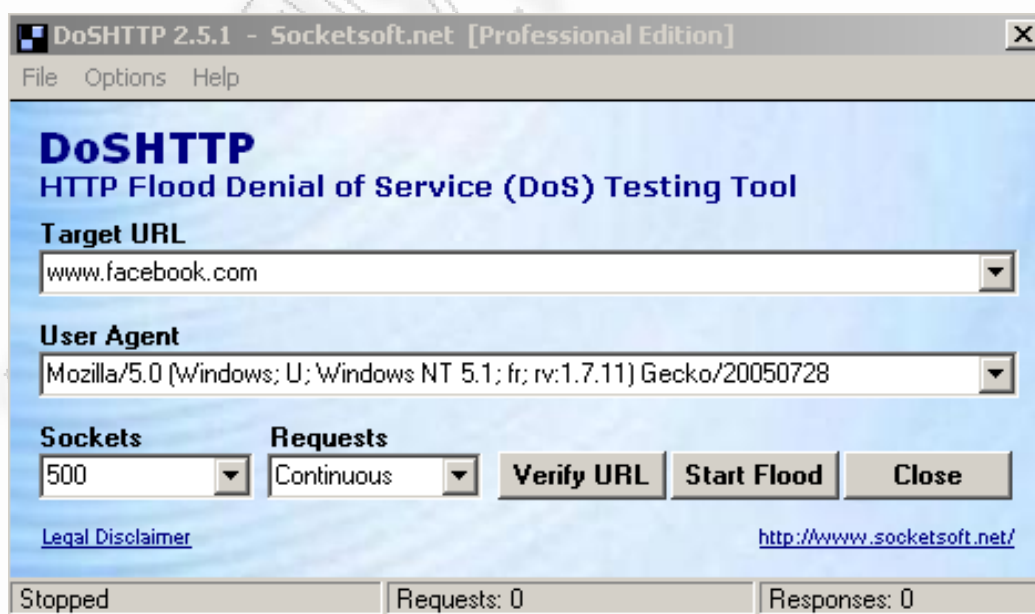 DoSHTTP 2.5.1 - Socketsoft.net [Professional Edition]
File Options Help
DoSHTTP
HTTP Flood Denial of Service (DoS) Testing Tool
Target URL
www.facebook.com
User Agent
Mozilla/5.0 (Windows; U; Windows NT 5.1; fr; rv:1.7.11) Gecko/20050728
Sockets Requests
500 Continuous Verify URL Start Flood Close
Legal Disclaimer http://www.socketsoft.net/
Stopped Requests: 0 Responses: 0